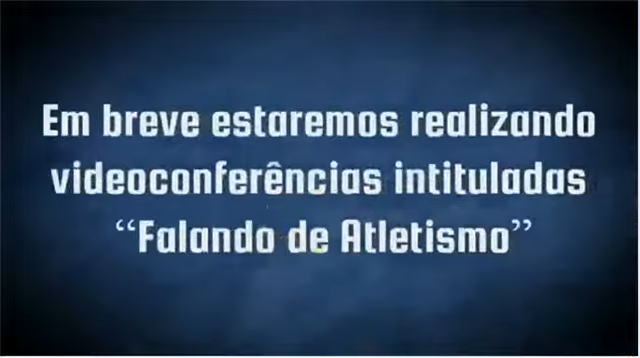 Em breve estaremos realizando
videoconferências intituladas
“Falando de Atletismo”